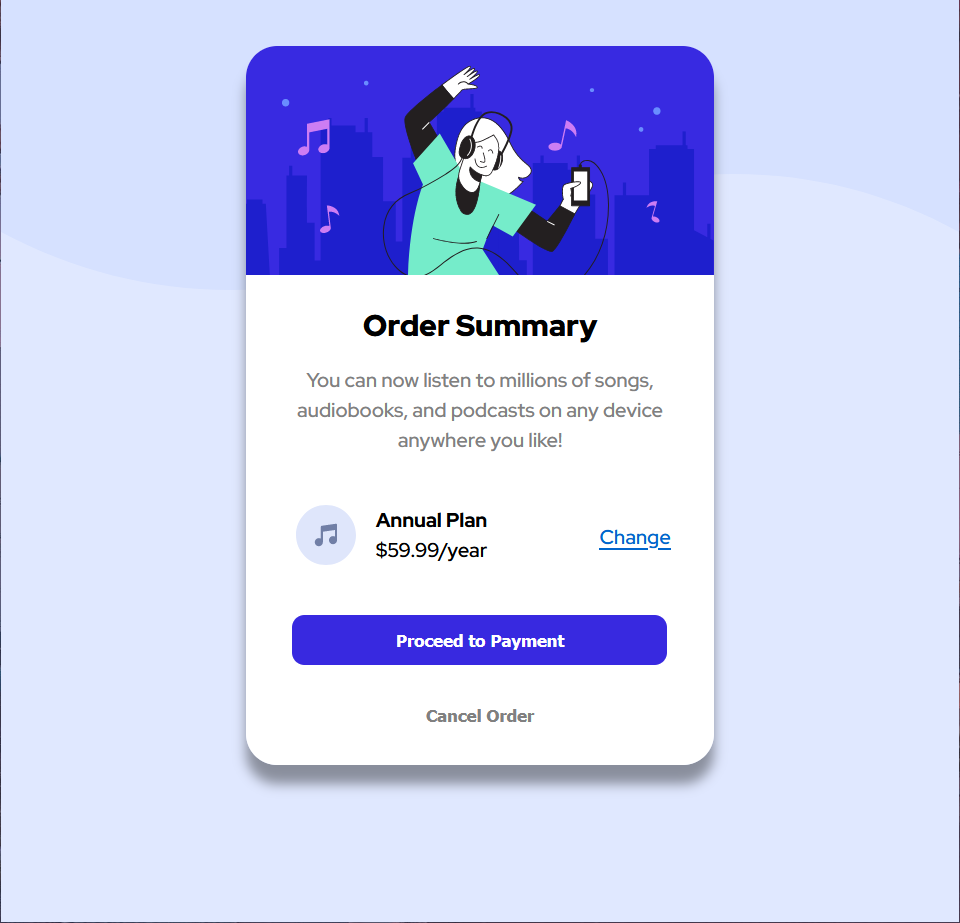 Order Summary
You can now listen to millions of songs,
audiobooks, and podcasts on any device
anywhere you like!
Annual Plan
$59.99/year
Change
Proceed to Payment
Cancel Order